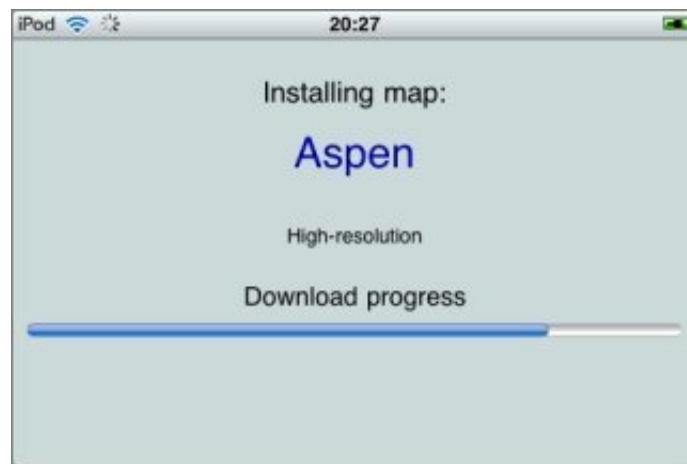 iPod 20:27
Installing map:
Aspen
High-resolution
Download progress